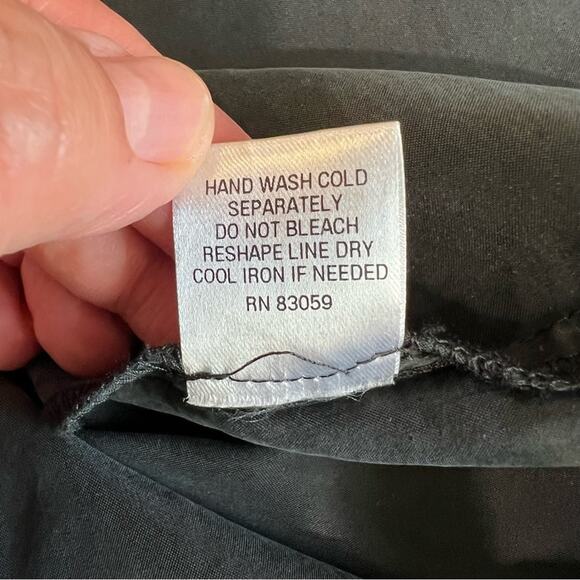 HAND WASH COLD
SEPARATELY
DO NOT BLEACH
RESHAPE LINE DRY
COOL IRON IF NEEDED
RN 83059